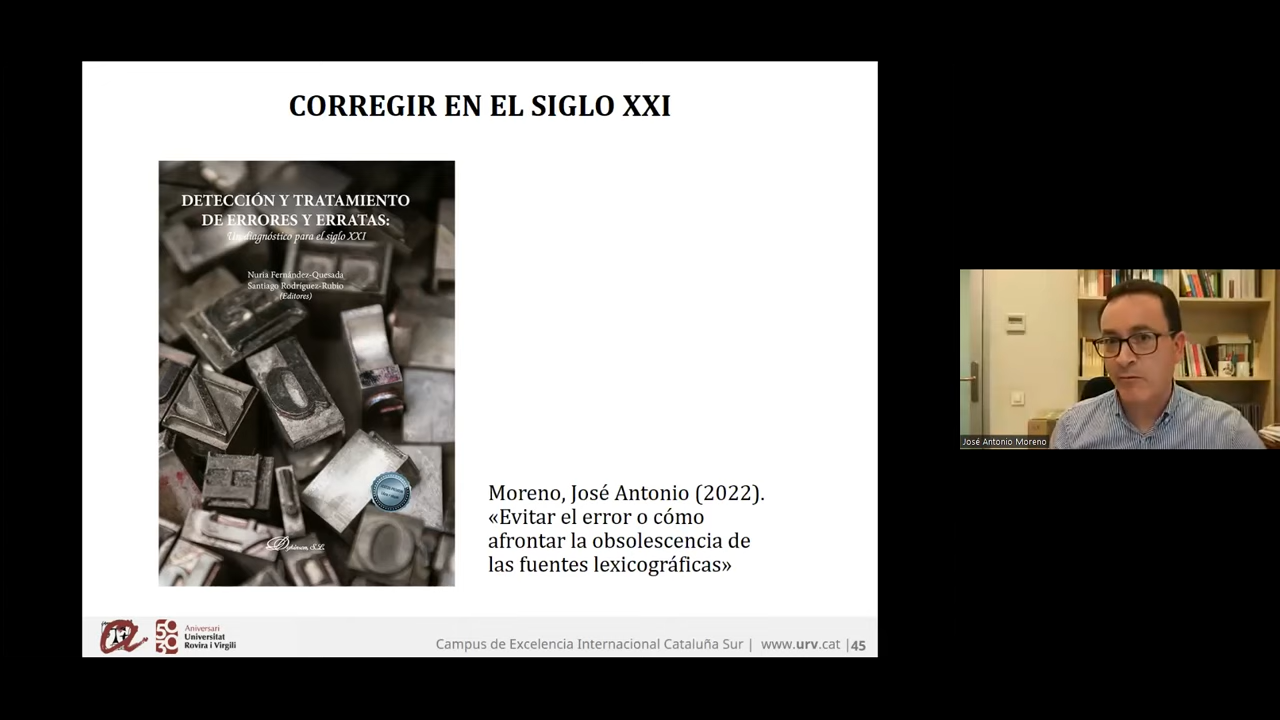 CORREGIR EN EL SIGLO XXI
DETECCIÓN Y TRATAMIENTO
DE ERRORES Y ERRATAS:
Un diagnóstico para el siglo XXI
Nuria Fernández-Quesada
Santiago Rodríguez-Rubio
(Editores)
Dykinson, S.L.
Moreno, José Antonio (2022).
«Evitar el error o cómo
afrontar la obsolescencia de
las fuentes lexicográficas»
Aniversari
Universitat
Rovira i Virgili
Campus de Excelencia Internacional Cataluña Sur | www.urv.cat |45
José Antonio Moreno